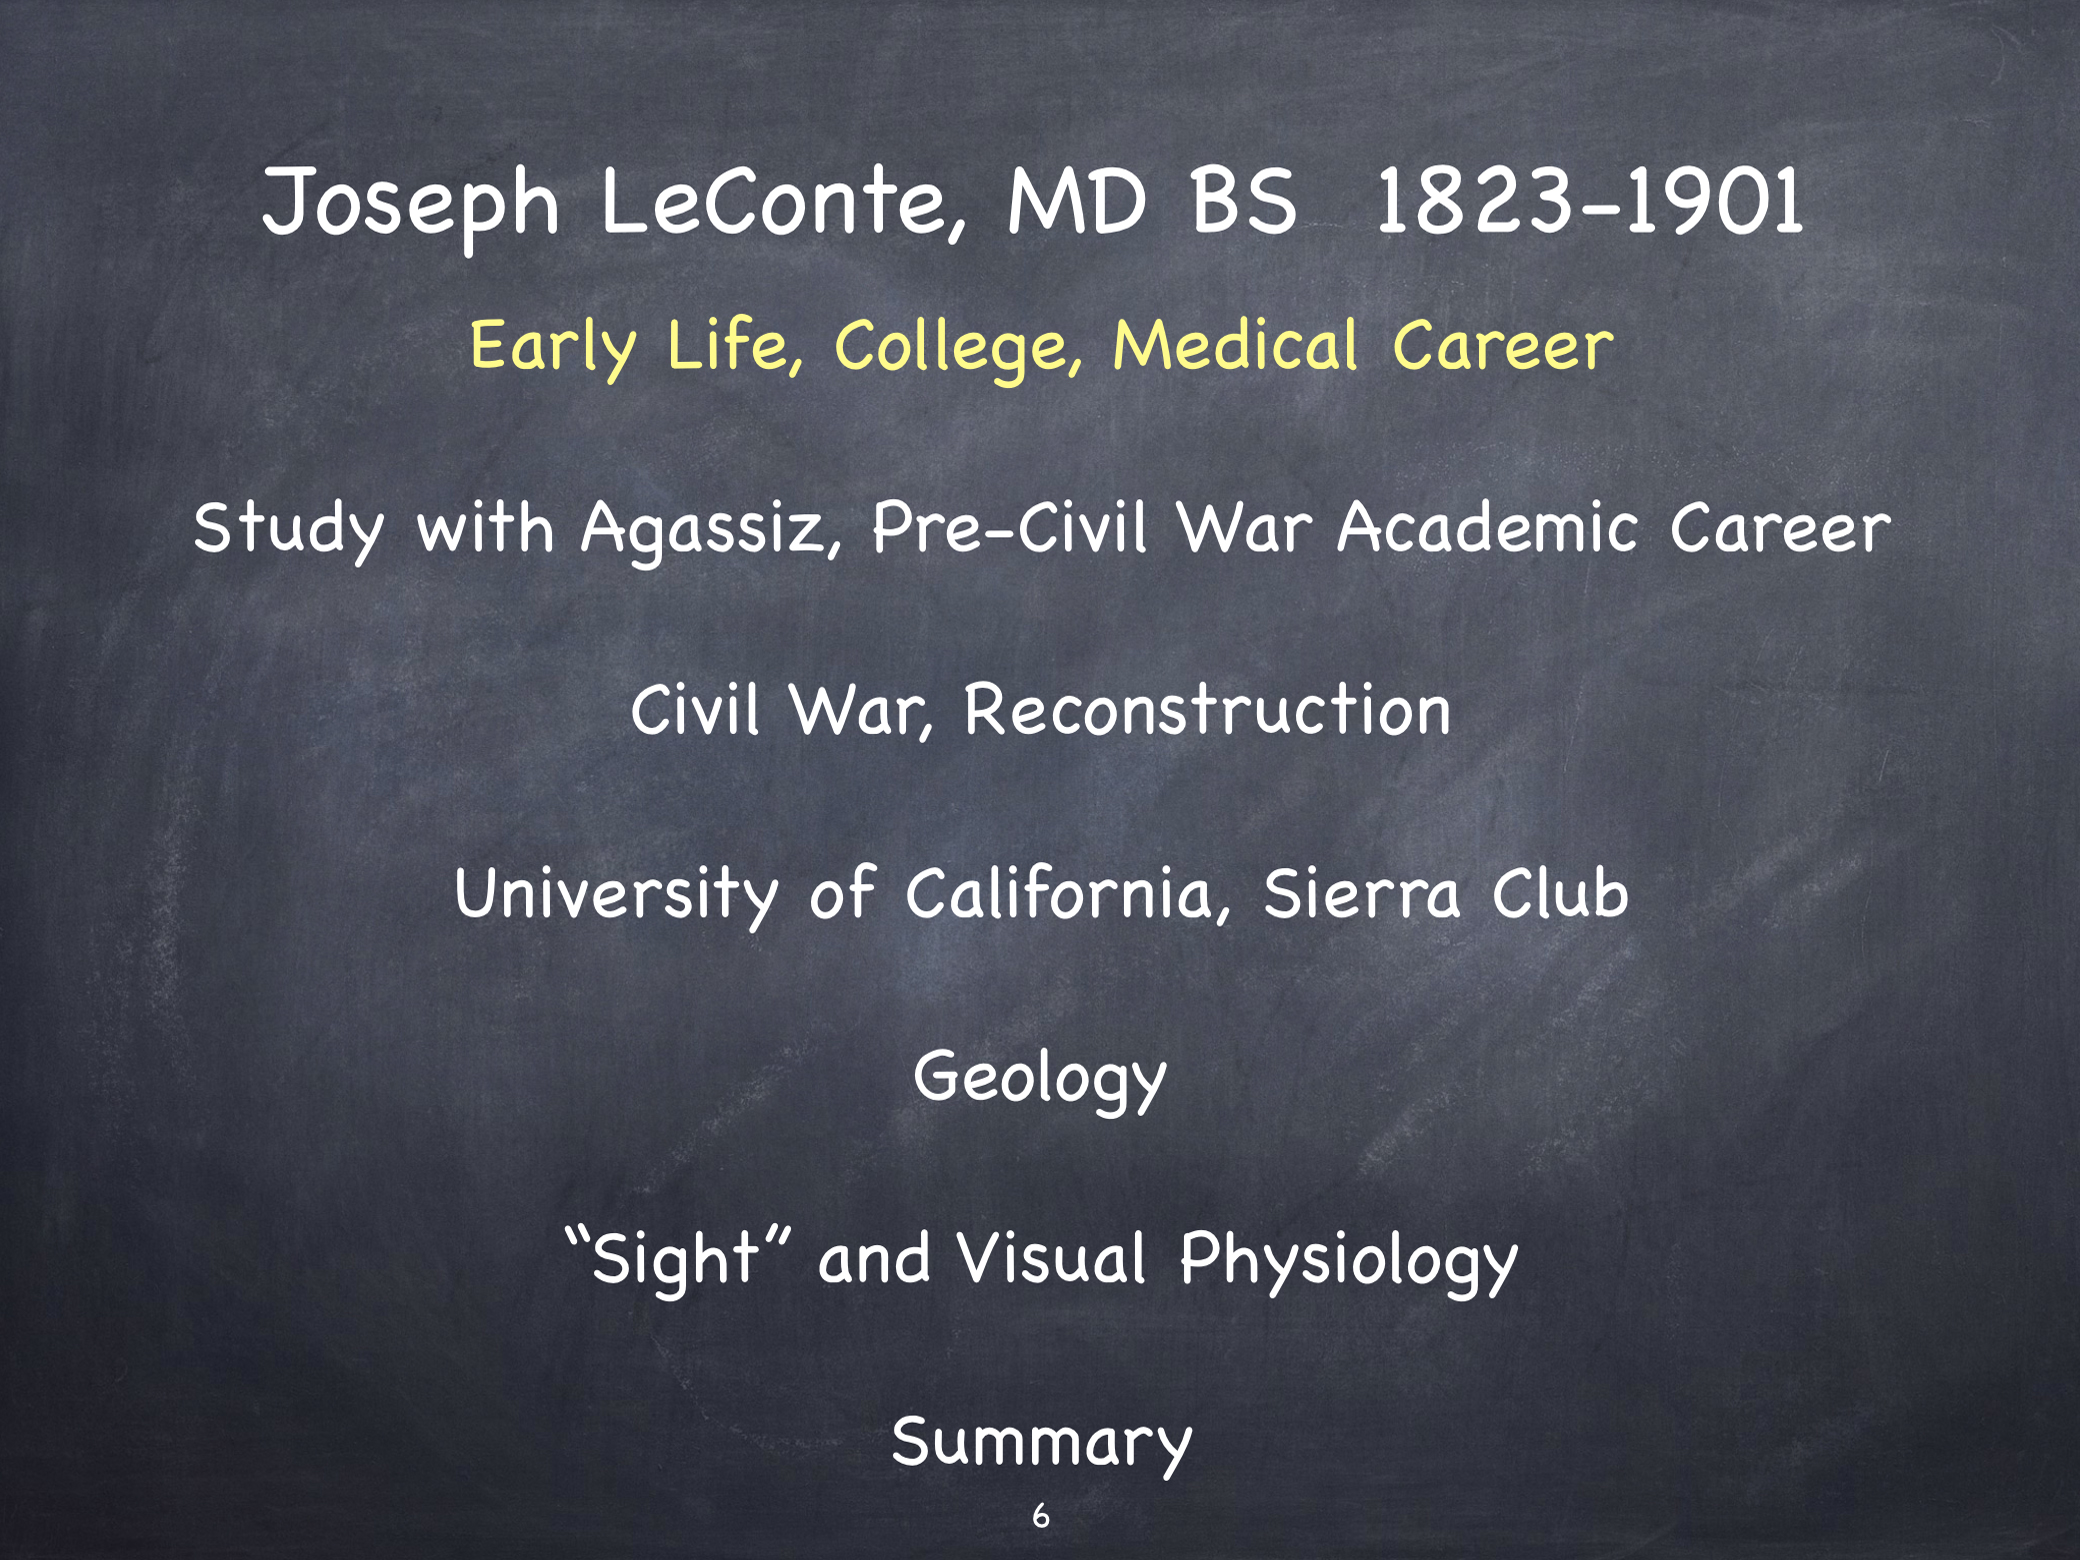 Joseph LeConte, MD BS  1823-1901
Early Life, College, Medical Career
Study with Agassiz, Pre-Civil War Academic Career
Civil War, Reconstruction
University of California, Sierra Club
Geology
“Sight” and Visual Physiology
Summary
6